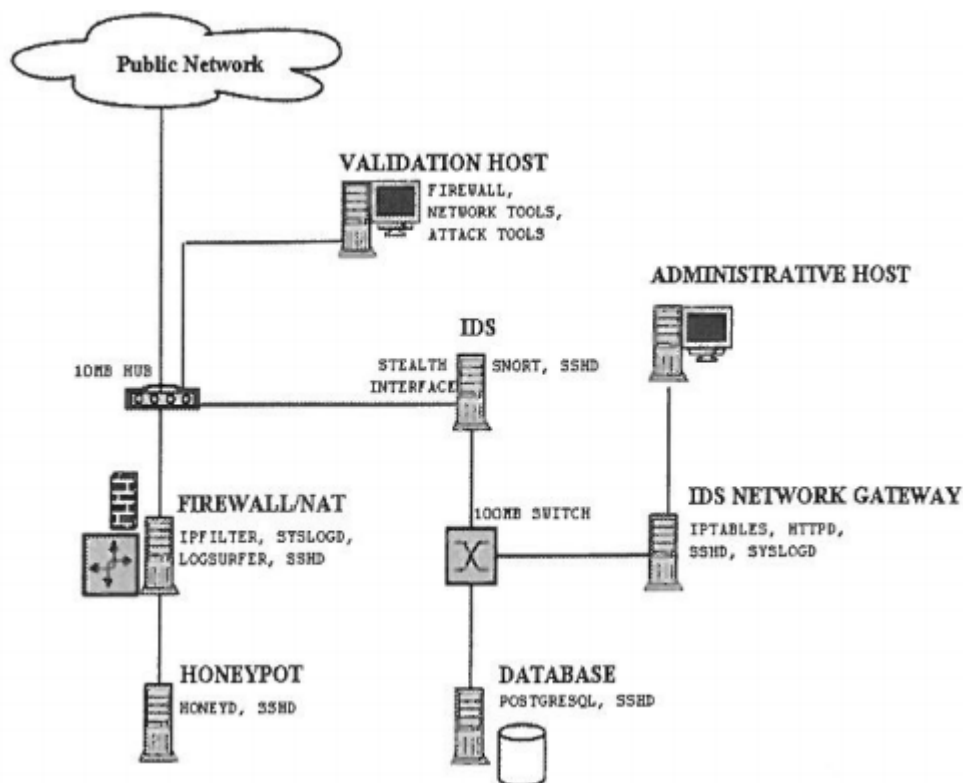 Public Network
VALIDATION HOST
FIREWALL,
NETWORK TOOLS,
ATTACK TOOLS
ADMINISTRATIVE HOST
IDS
STEALTH
INTERFACE
SNORT, SSHD
10MB HUB
FIREWALL/NAT
IPFILTER, SYSLOGD,
LOGSURFER, SSHD
100MB SWITCH
IDS NETWORK GATEWAY
IPTABLES, HTTPD,
SSHD, SYSLOGD
HONEYPOT
HONEYD, SSHD
DATABASE
POSTGRESQL, SSHD